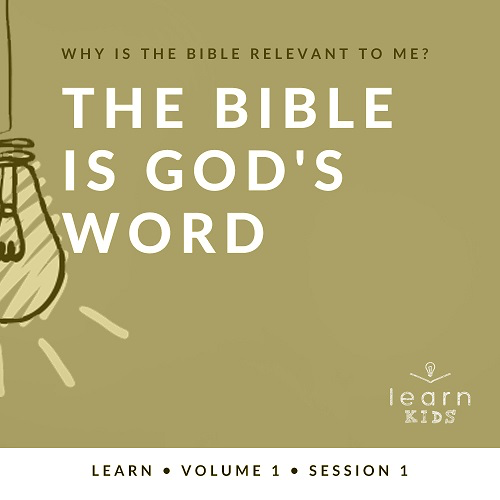 WHY IS THE BIBLE RELEVANT TO ME?
THE BIBLE
IS GOD'S
WORD
learn
KIDS
LEARN • VOLUME 1 • SESSION 1